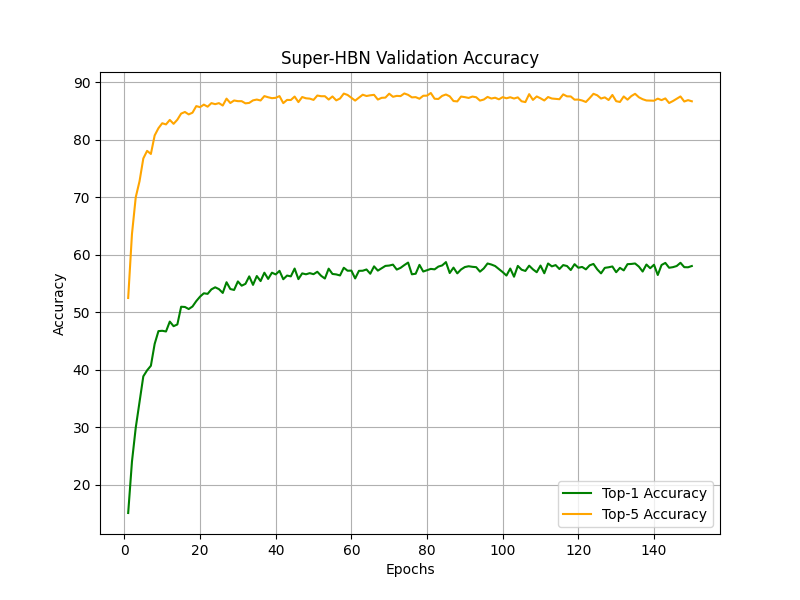 Super-HBN Validation Accuracy
90
80
70
60
50
40
30
20
Accuracy
0 20 40 60 80 100 120 140
Epochs
Top-1 Accuracy
Top-5 Accuracy